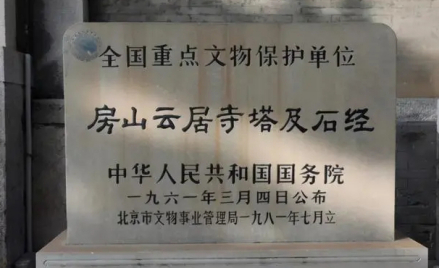 全国重点文物保护单位
房山云居寺塔及石经
中华人民共和国国务院
一九六一年三月四日公布
北京市文物事业管理局一九八一年七月立